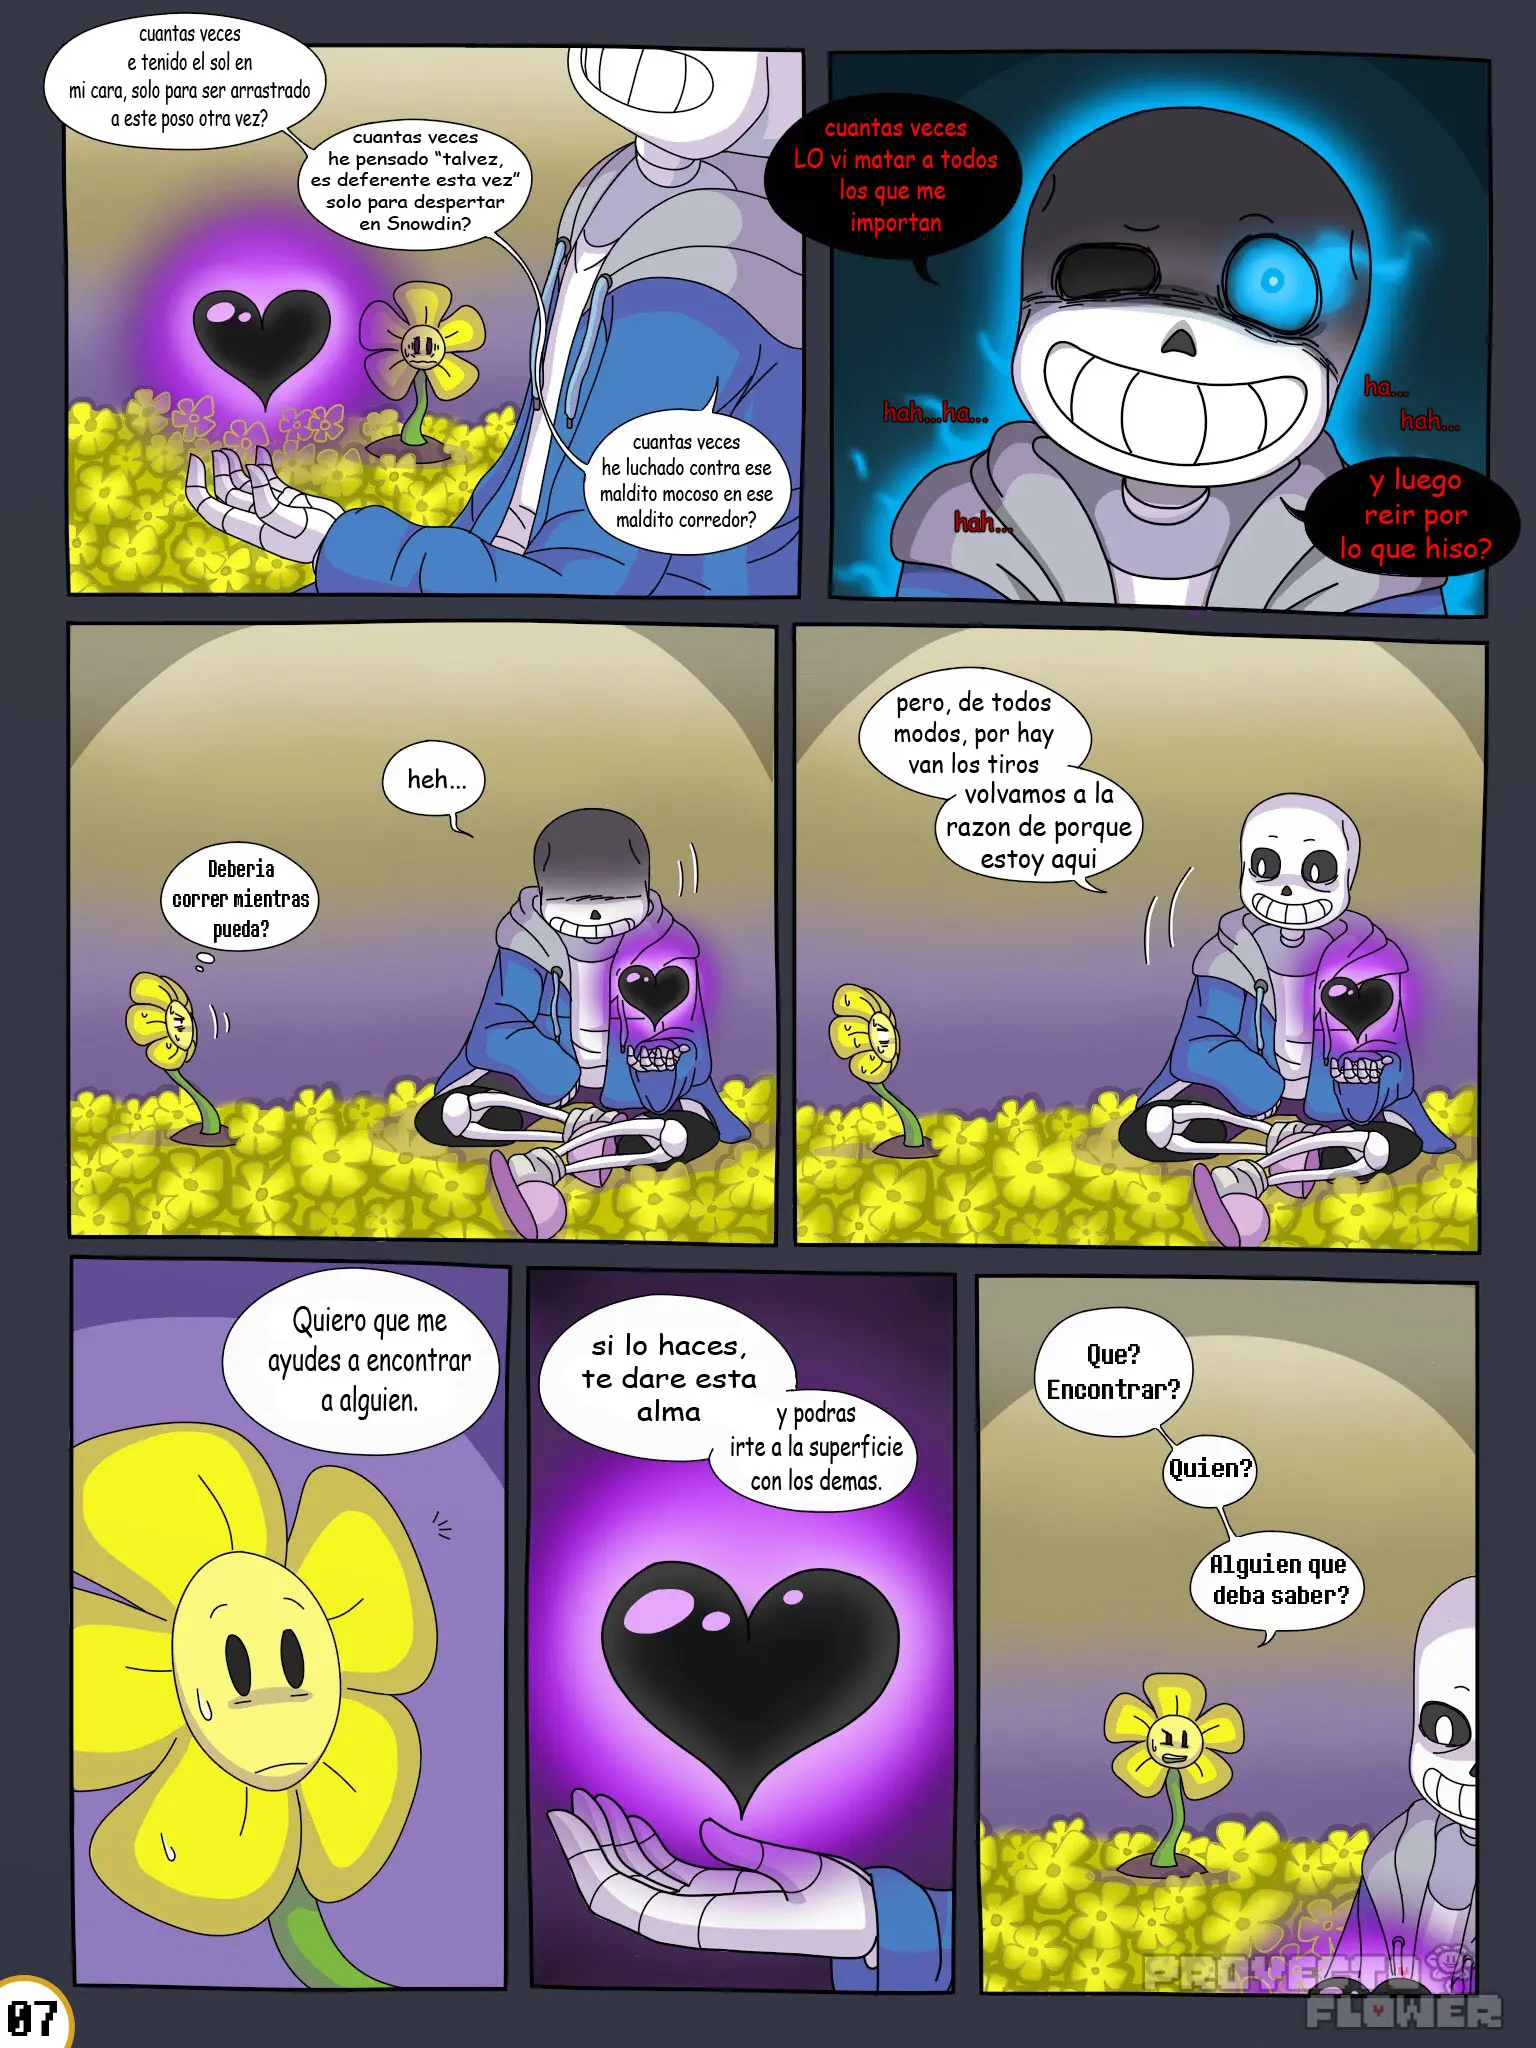 cuantas veces
e tenido el sol en
mi cara, solo para ser arrastrado
a este poso otra vez?
cuantas veces
he pensado “talvez,
es deferente esta vez”
solo para despertar
en Snowdin?
cuantas veces
he luchado contra ese
maldito mocoso en ese
maldito corredor?
cuantas veces
LO vi matar a todos
los que me
importan
hah...ha...
hah...
ha...
hah...
y luego
reir por
lo que hiso?
heh...
Deberia
correr mientras
pueda?
pero, de todos
modos, por hay
van los tiros
volvamos a la
razon de porque
estoy aqui
Quiero que me
ayudes a encontrar
a alguien.
si lo haces,
te dare esta
alma
y podras
irte a la superficie
con los demas.
Que?
Encontrar?
Quien?
Alguien que
deba saber?
PROYECTO
FLOWER
07